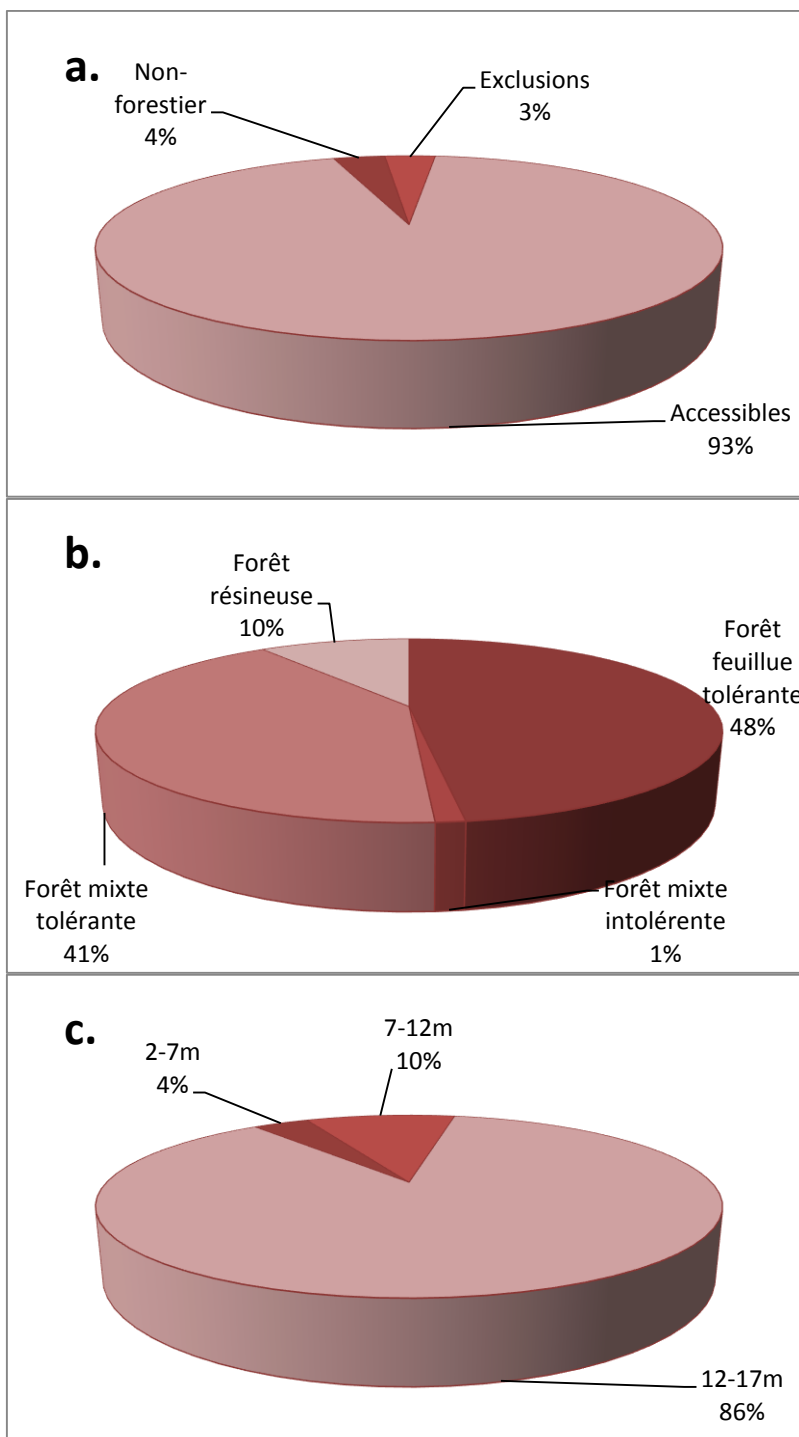 a.
Non-
forestier
4%
Exclusions
3%
Accessibles
93%
b.
Forêt
résineuse
10%
Forêt
feuillue
tolérante
48%
Forêt mixte
tolérante
41%
Forêt mixte
intolérente
1%
c.
2-7m
4%
7-12m
10%
12-17m
86%